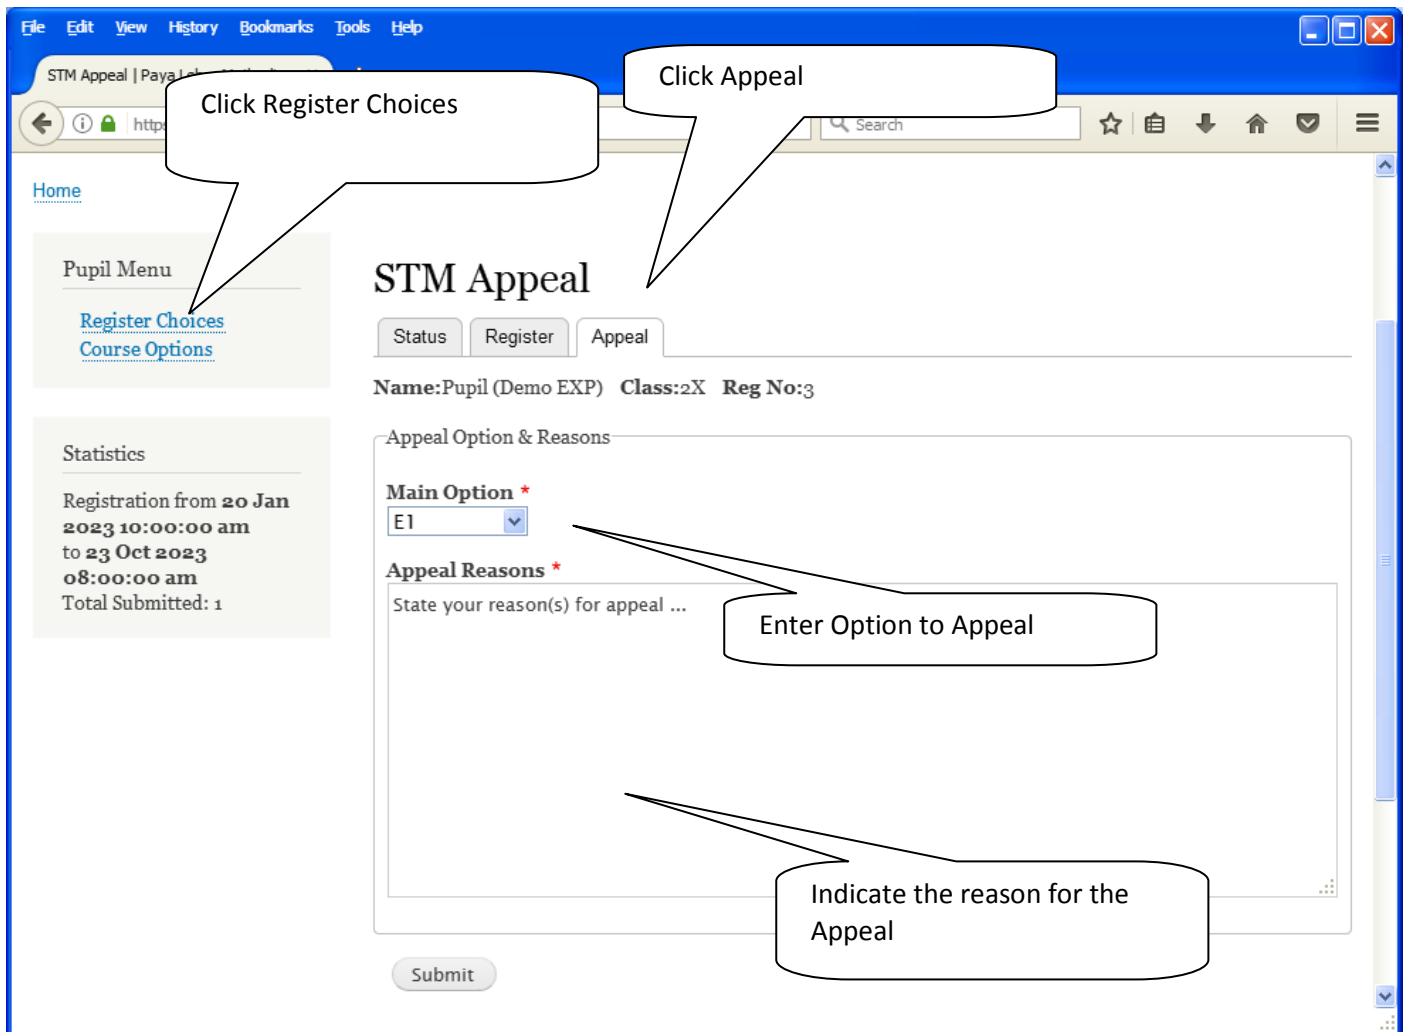 File Edit View History Bookmarks Tools Help
STM Appeal | Paya
Click Register Choices
Click Appeal
https
Search
Home
Pupil Menu
Register Choices
Course Options
Statistics
Registration from 20 Jan
2023 10:00:00 am
to 23 Oct 2023
08:00:00 am
Total Submitted: 1
STM Appeal
Status Register Appeal
Name:Pupil (Demo EXP) Class:2X Reg No:3
Appeal Option & Reasons
Main Option *
E1
Appeal Reasons *
State your reason(s) for appeal ...
Enter Option to Appeal
Indicate the reason for the
Appeal
Submit